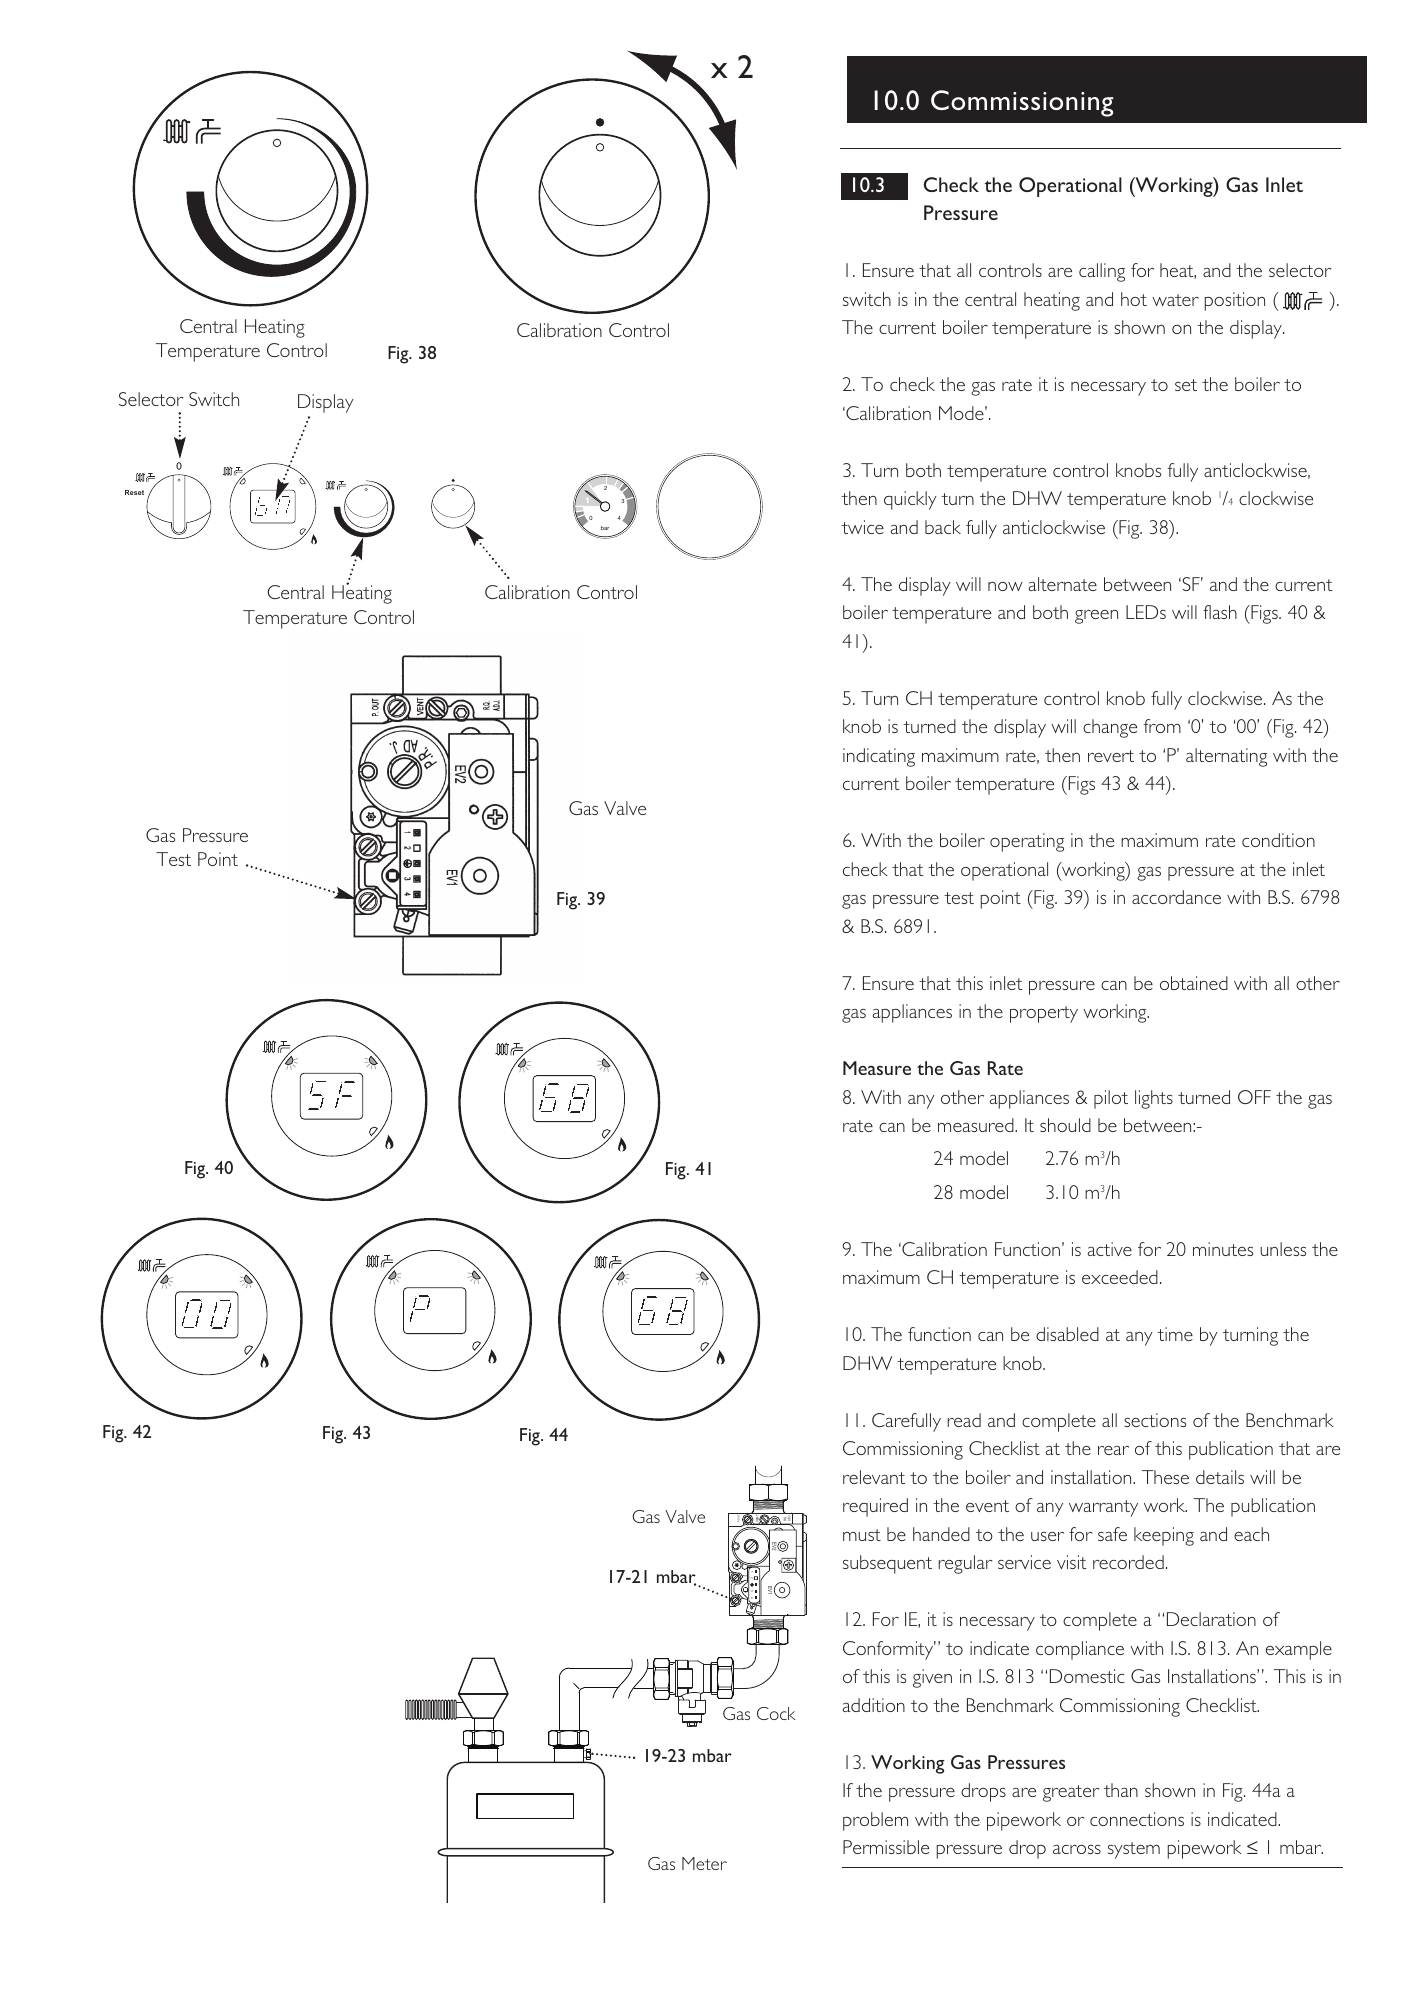 x 2
Central Heating
Temperature Control
Fig. 38
Calibration Control
Selector Switch
Display
0
Reset
0
1
2
3
4
bar
Central Heating
Temperature Control
Calibration Control
P. OUT
VENT
P.R. AD J.
EV2
EV1
1
2
3
4
Gas Valve
Gas Pressure
Test Point
Fig. 39
SF
Fig. 40
68
Fig. 41
00
Fig. 42
P
Fig. 43
68
Fig. 44
Gas Valve
17-21 mbar
Gas Cock
19-23 mbar
Gas Meter
10.0 Commissioning
10.3 Check the Operational (Working) Gas Inlet
Pressure
1. Ensure that all controls are calling for heat, and the selector
switch is in the central heating and hot water position ( ).
The current boiler temperature is shown on the display.
2. To check the gas rate it is necessary to set the boiler to
‘Calibration Mode’.
3. Turn both temperature control knobs fully anticlockwise,
then quickly turn the DHW temperature knob 1/4 clockwise
twice and back fully anticlockwise (Fig. 38).
4. The display will now alternate between ‘SF’ and the current
boiler temperature and both green LEDs will flash (Figs. 40 &
41).
5. Turn CH temperature control knob fully clockwise. As the
knob is turned the display will change from ‘0’ to ‘00’ (Fig. 42)
indicating maximum rate, then revert to ‘P’ alternating with the
current boiler temperature (Figs 43 & 44).
6. With the boiler operating in the maximum rate condition
check that the operational (working) gas pressure at the inlet
gas pressure test point (Fig. 39) is in accordance with B.S. 6798
& B.S. 6891.
7. Ensure that this inlet pressure can be obtained with all other
gas appliances in the property working.
Measure the Gas Rate
8. With any other appliances & pilot lights turned OFF the gas
rate can be measured. It should be between:-
24 model 2.76 m³/h
28 model 3.10 m³/h
9. The ‘Calibration Function’ is active for 20 minutes unless the
maximum CH temperature is exceeded.
10. The function can be disabled at any time by turning the
DHW temperature knob.
11. Carefully read and complete all sections of the Benchmark
Commissioning Checklist at the rear of this publication that are
relevant to the boiler and installation. These details will be
required in the event of any warranty work. The publication
must be handed to the user for safe keeping and each
subsequent regular service visit recorded.
12. For IE, it is necessary to complete a “Declaration of
Conformity” to indicate compliance with I.S. 813. An example
of this is given in I.S. 813 “Domestic Gas Installations”. This is in
addition to the Benchmark Commissioning Checklist.
13. Working Gas Pressures
If the pressure drops are greater than shown in Fig. 44a a
problem with the pipework or connections is indicated.
Permissible pressure drop across system pipework ≤ 1 mbar.